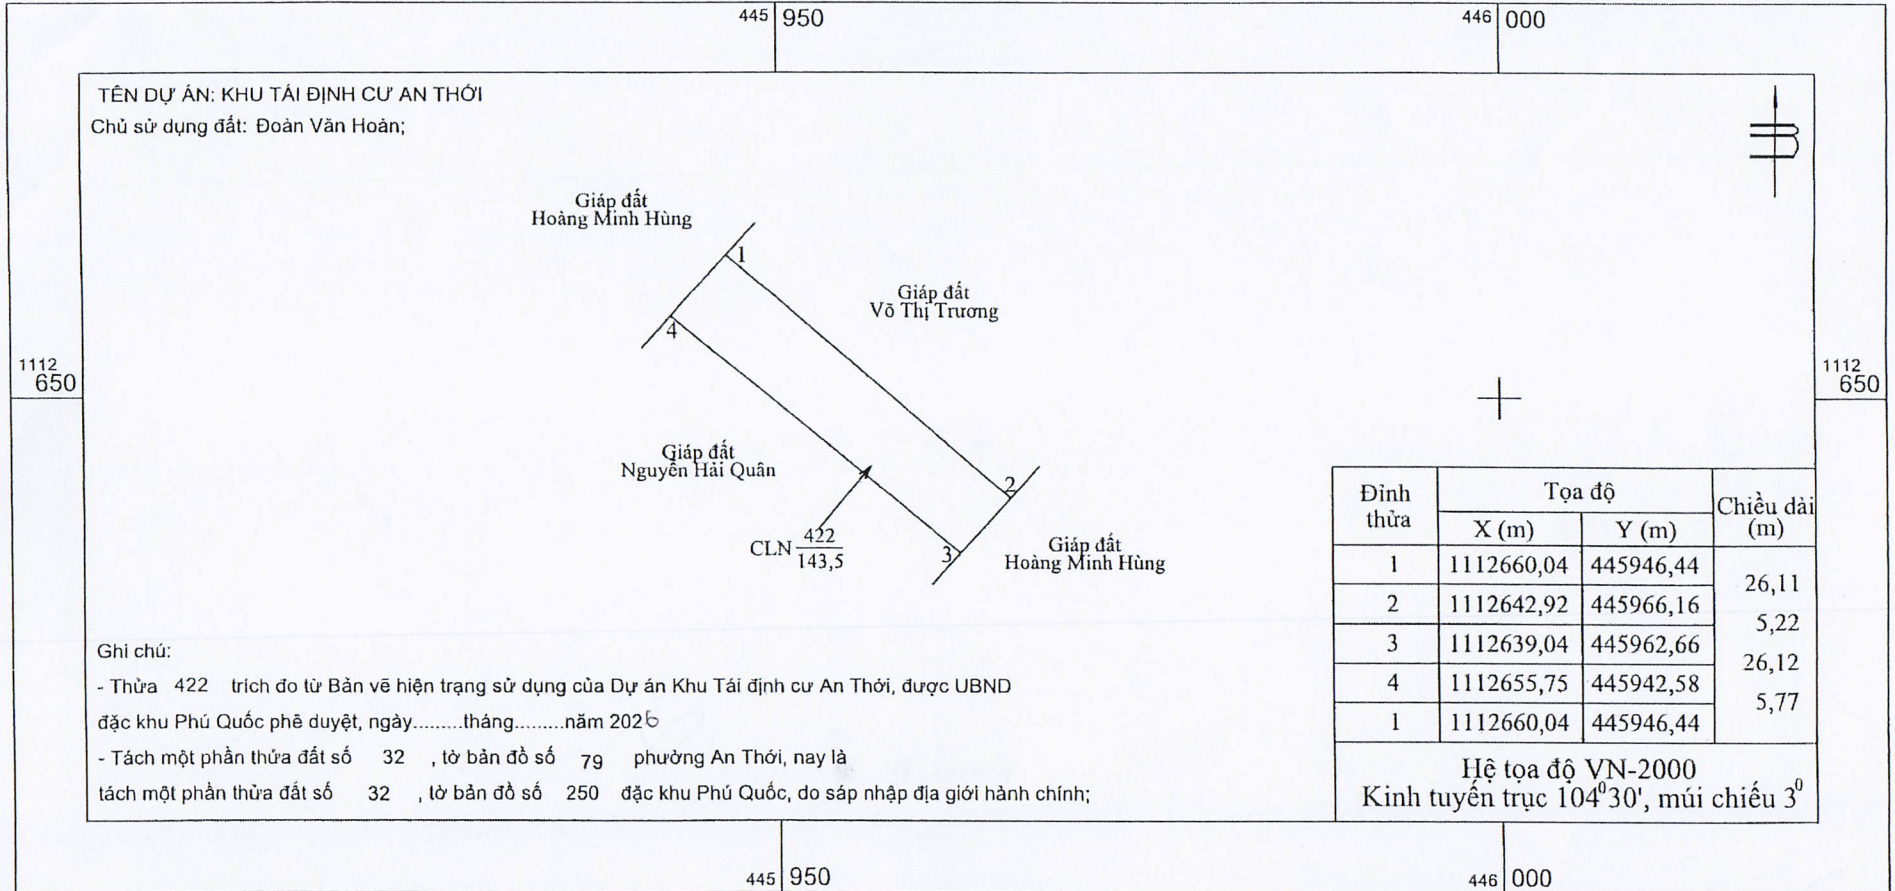 445 950
446 000
TÊN DỰ ÁN: KHU TÁI ĐỊNH CƯ AN THỚI
Chủ sử dụng đất: Đoàn Văn Hoàn;
Giáp đất
Hoàng Minh Hùng
1
Giáp đất
Võ Thị Trương
4
1112
650
1112
650
Giáp đất
Nguyễn Hải Quân
2
CLN 422
143,5
3
Giáp đất
Hoàng Minh Hùng
Đỉnh thửa Tọa độ Chiều dài (m)
X (m) Y (m)
1 1112660,04 445946,44
26,11
2 1112642,92 445966,16
5,22
3 1112639,04 445962,66
26,12
4 1112655,75 445942,58
5,77
1 1112660,04 445946,44
Hệ tọa độ VN-2000
Kinh tuyến trục 104⁰30', múi chiếu 3⁰
Ghi chú:
- Thửa 422 trích đo từ Bản vẽ hiện trạng sử dụng của Dự án Khu Tái định cư An Thới, được UBND
đặc khu Phú Quốc phê duyệt, ngày.........tháng.........năm 2026
- Tách một phần thửa đất số 32 , tờ bản đồ số 79 phường An Thới, nay là
tách một phần thửa đất số 32 , tờ bản đồ số 250 đặc khu Phú Quốc, do sáp nhập địa giới hành chính;
445 950
446 000